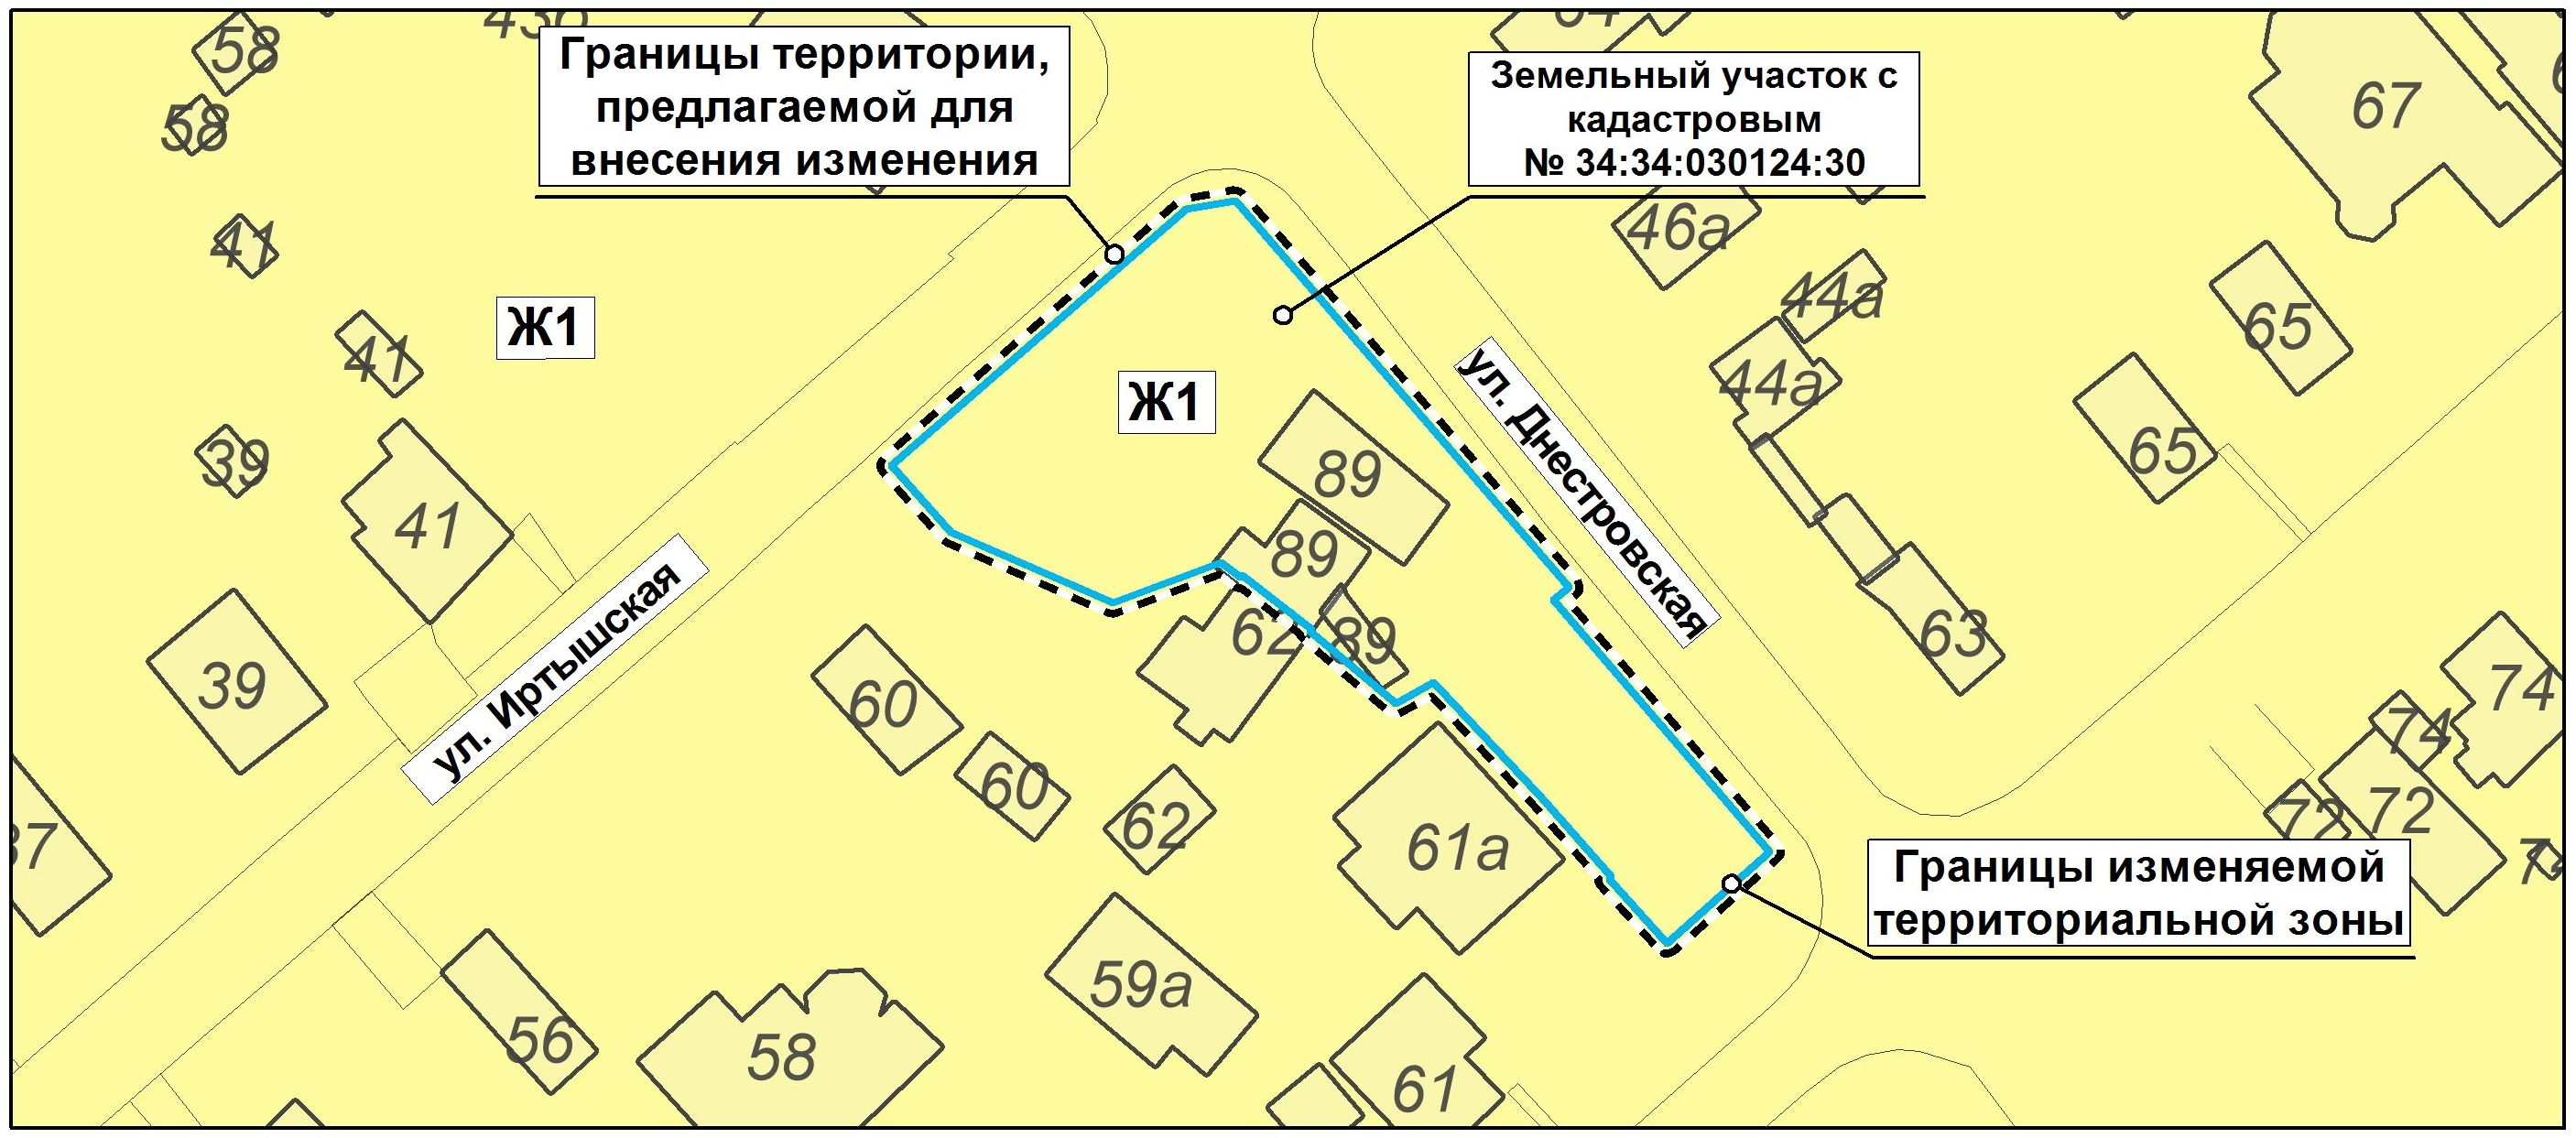 Границы территории,
предлагаемой для
внесения изменения
Земельный участок с
кадастровым
№ 34:34:030124:30
58
67
58
46а
41
44а
Ж1
65
41
44а
Ж1
ул. Днестровская
39
65
89
41
89
ул. Иртышская
62
89
63
39
60
74
74
60
62
72
72
61а
Границы изменяемой
территориальной зоны
59а
56
58
61